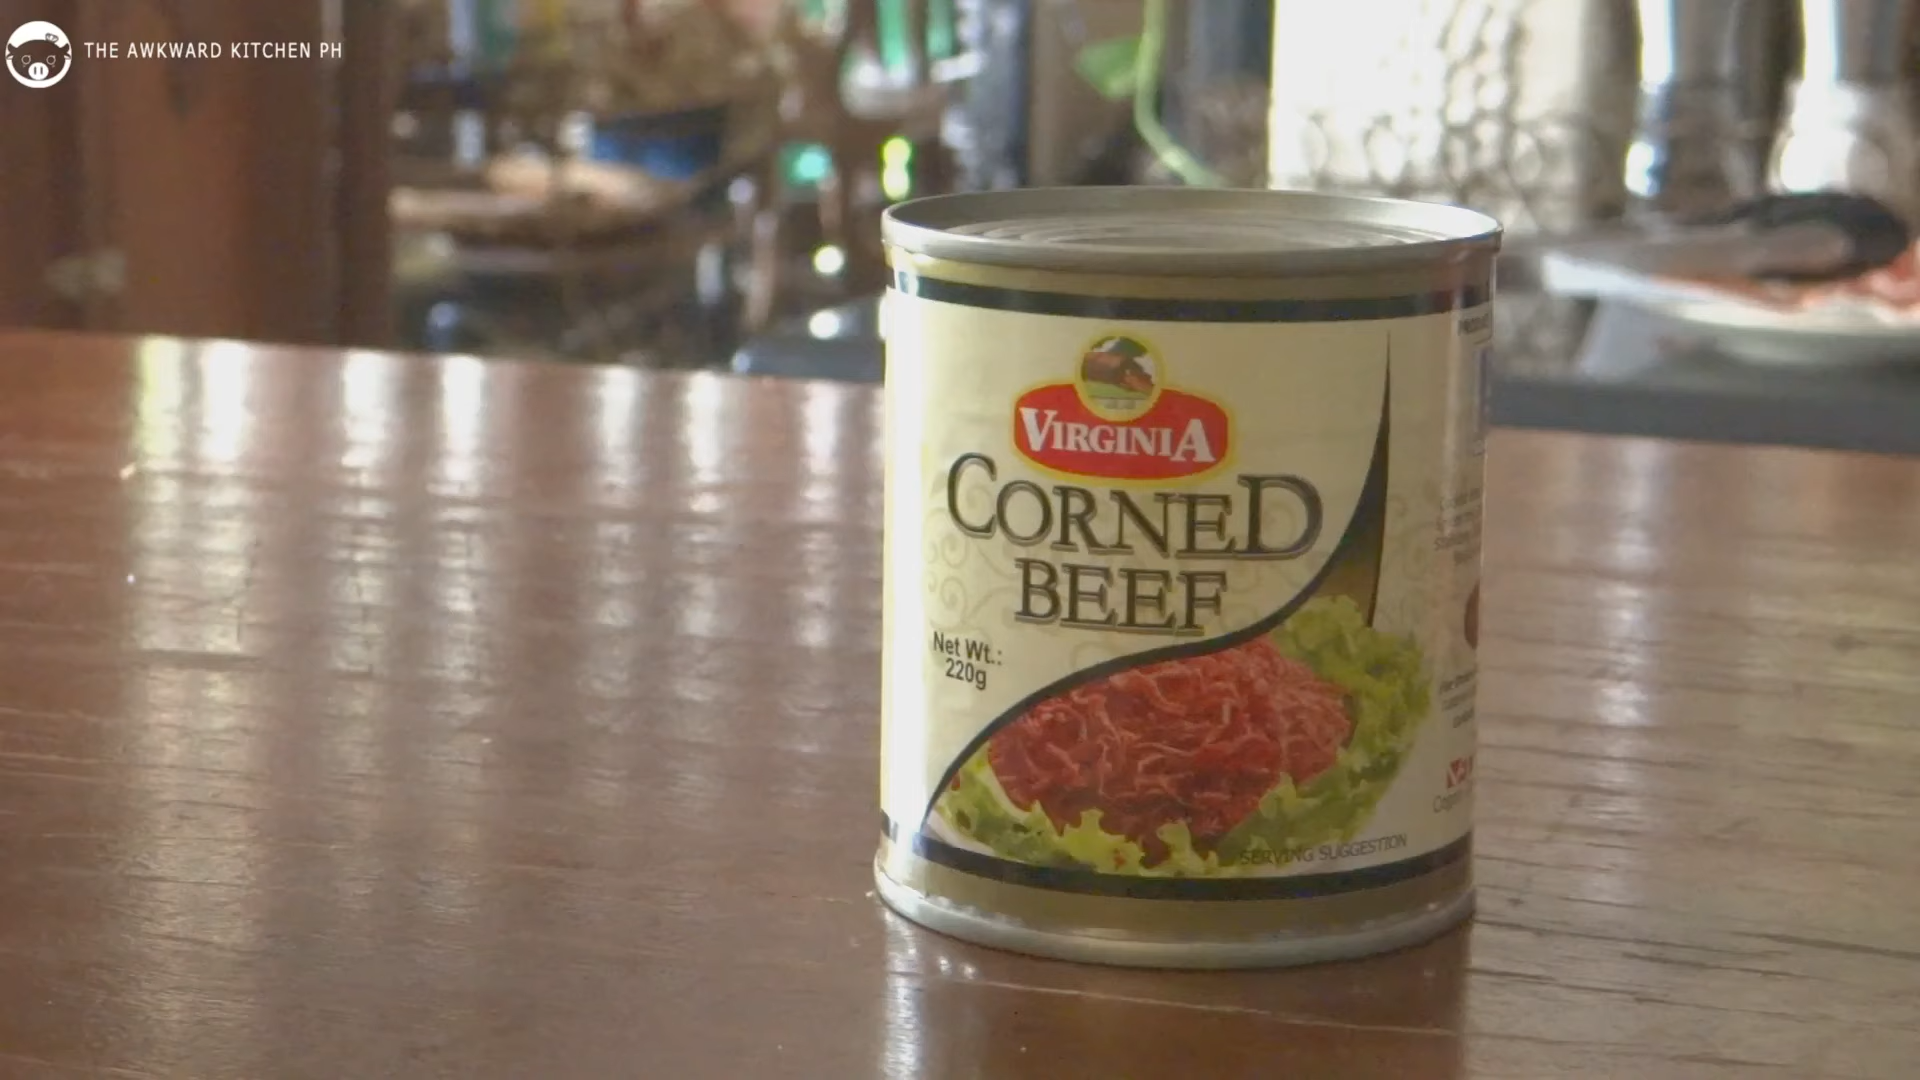 THE AWKWARD KITCHEN PH
VIRGINIA
CORNED
BEEF
Net Wt.:
220g
SERVING SUGGESTION